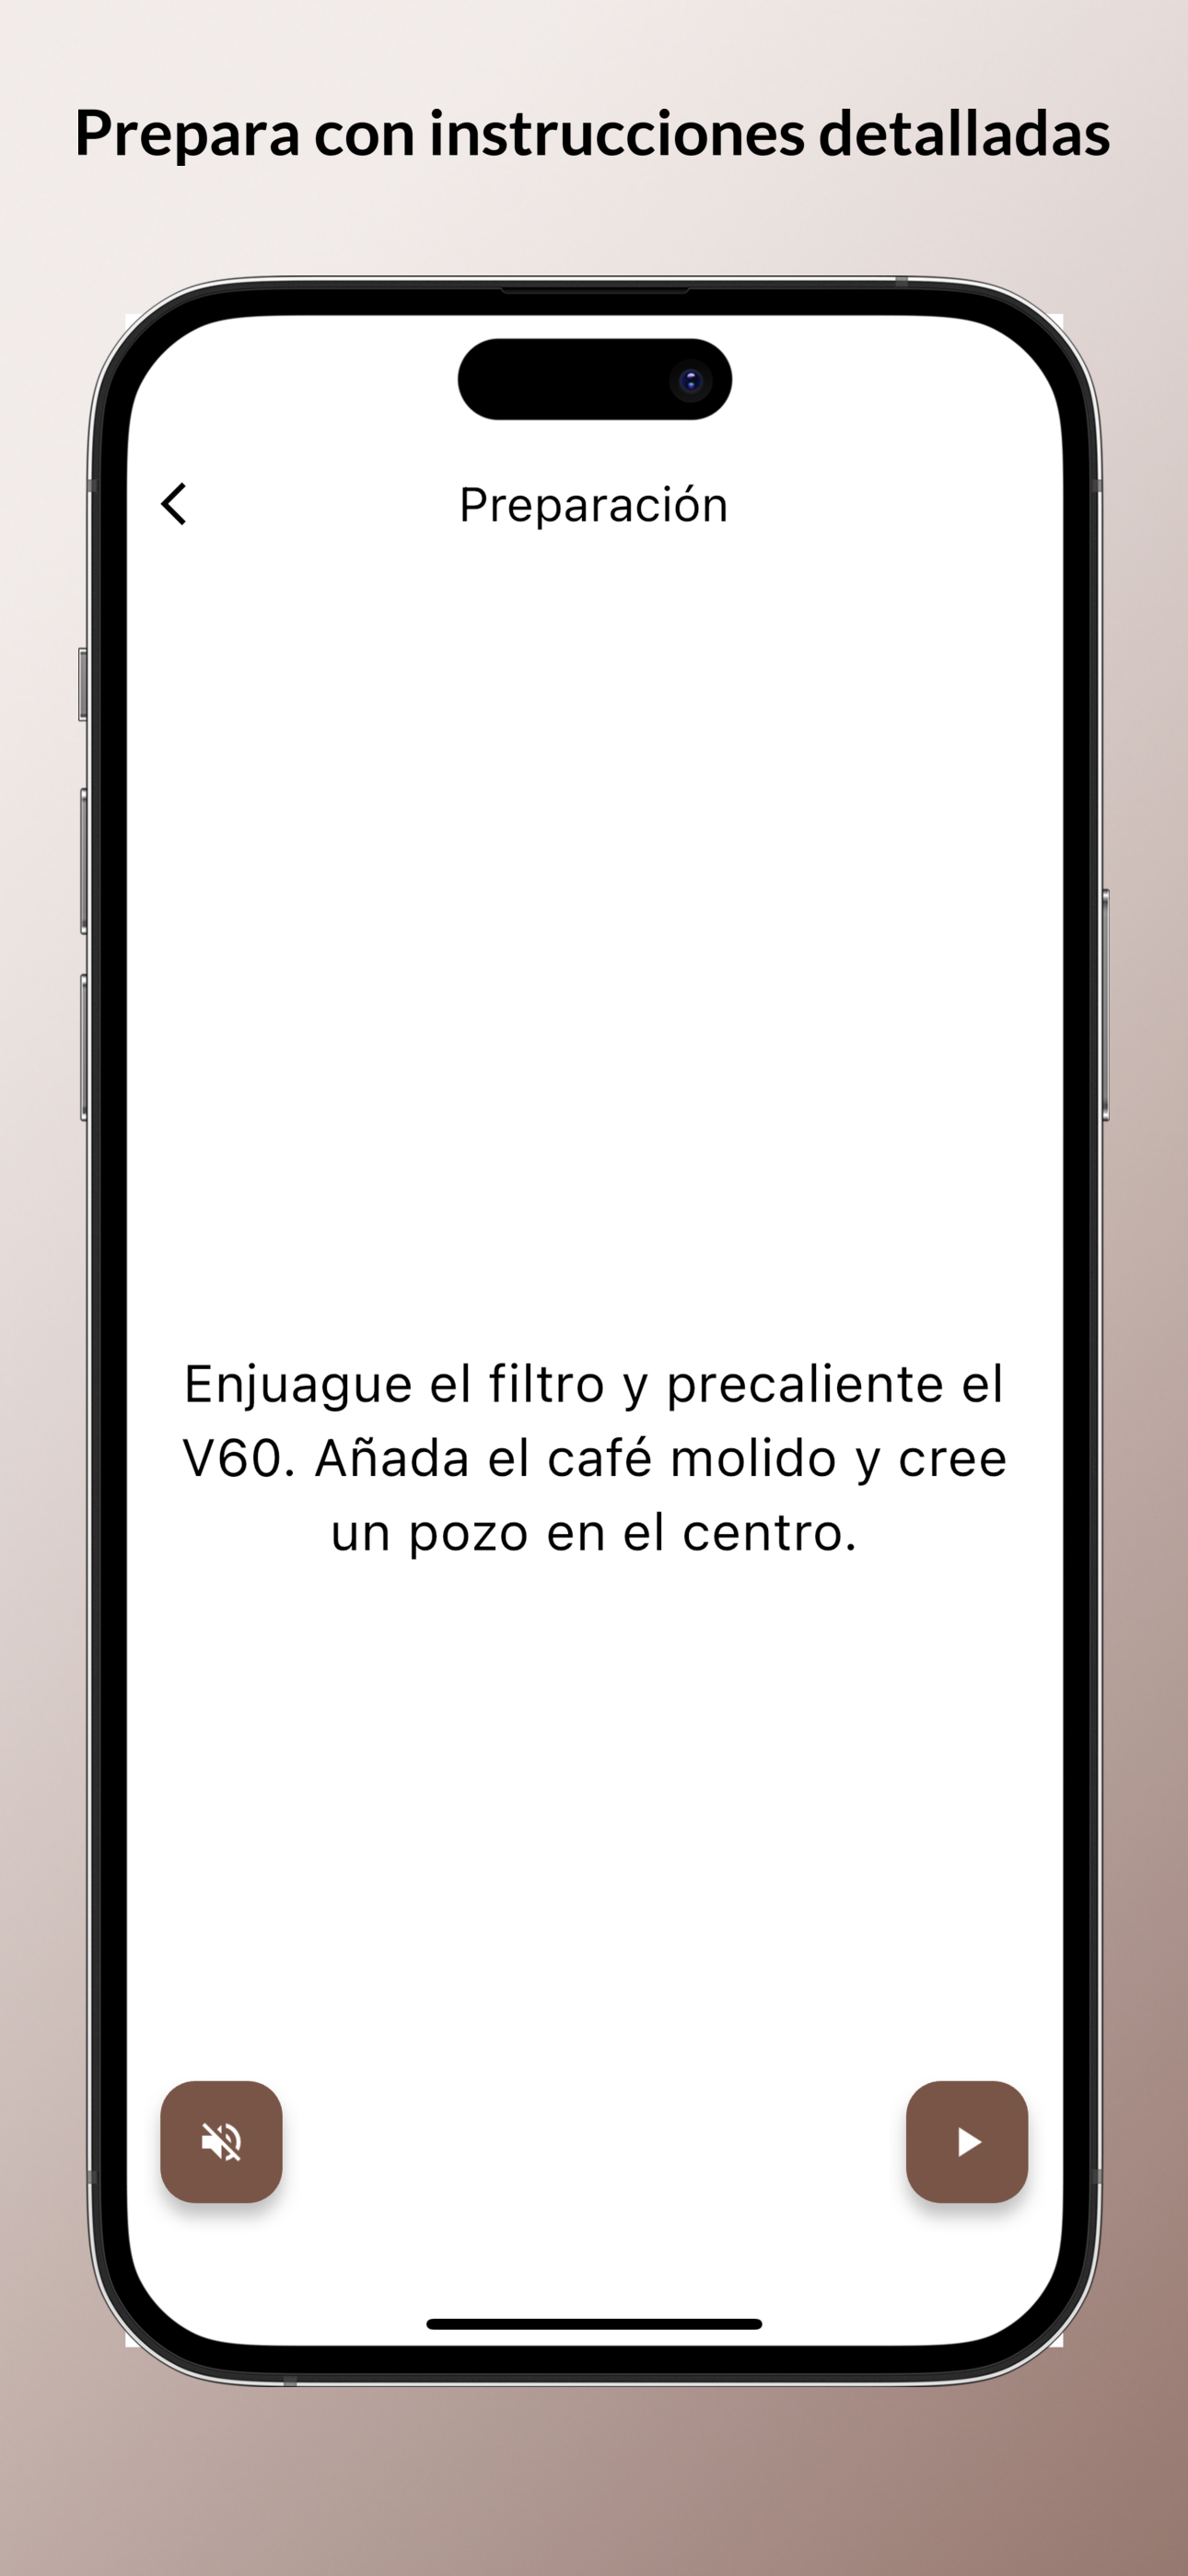 Prepara con instrucciones detalladas
Preparación
Enjuague el filtro y precaliente el
V60. Añada el café molido y cree
un pozo en el centro.